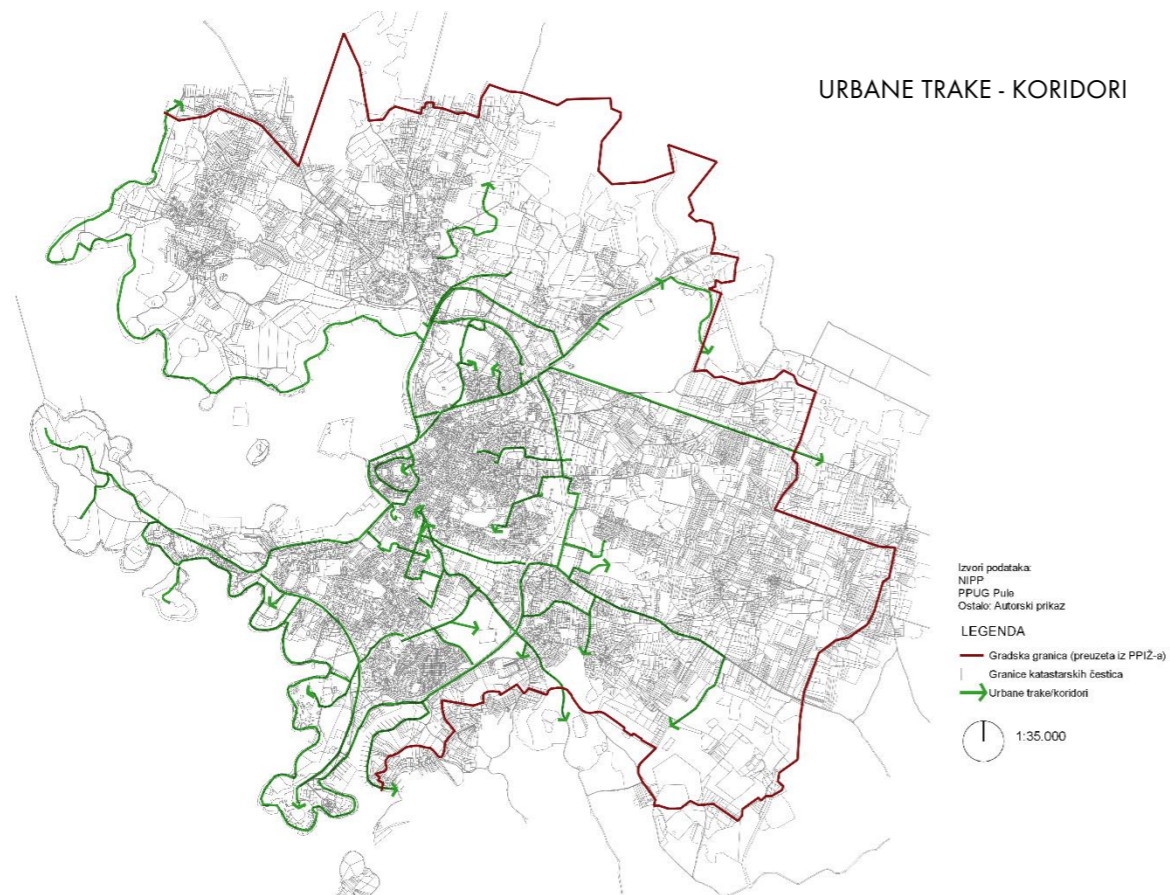 URBANE TRAKE - KORIDORI
Izvori podataka:
NIPP
PPUG Pule
Ostalo: Autorski prikaz
LEGENDA
Gradska granica (preuzeta iz PPIŽ-a)
Granice katastarskih čestica
Urbane trake/koridori
1:35.000